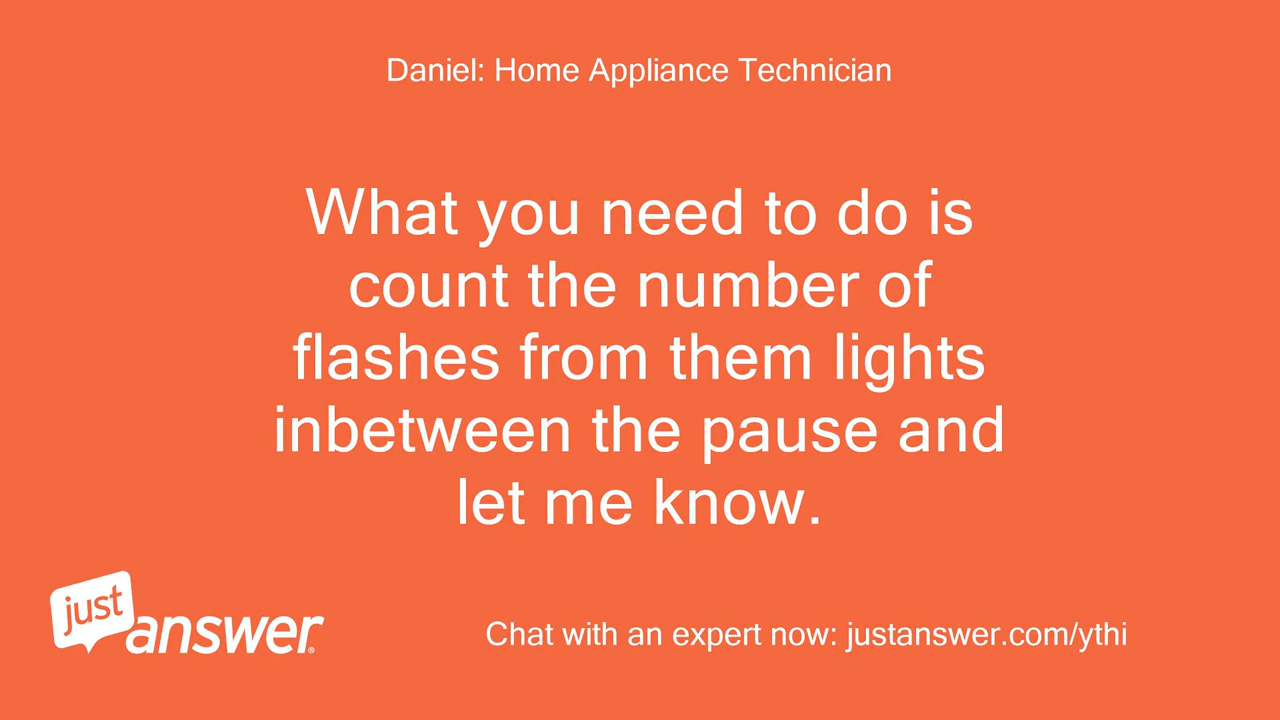 Daniel: Home Appliance Technician
What you need to do is
count the number of
flashes from them lights
inbetween the pause and
let me know.
just
answer®
Chat with an expert now: justanswer.com/ythi